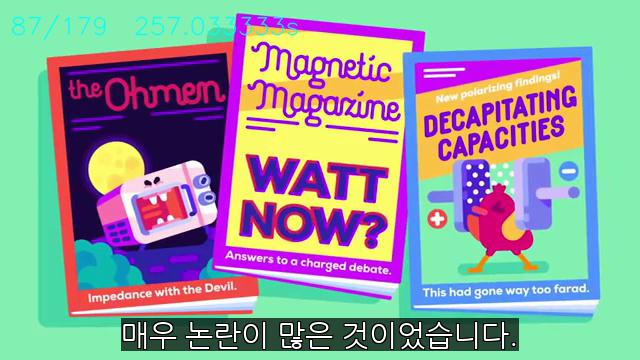 87/179 257.033333s
the Ohmen
Impedance with the Devil.
Magnetic
Magazine
WATT
NOW?
Answers to a charged debate.
New polarizing findings!
DECAPITATING
CAPACITIES
This had gone way too farad.
매우 논란이 많은 것이었습니다.